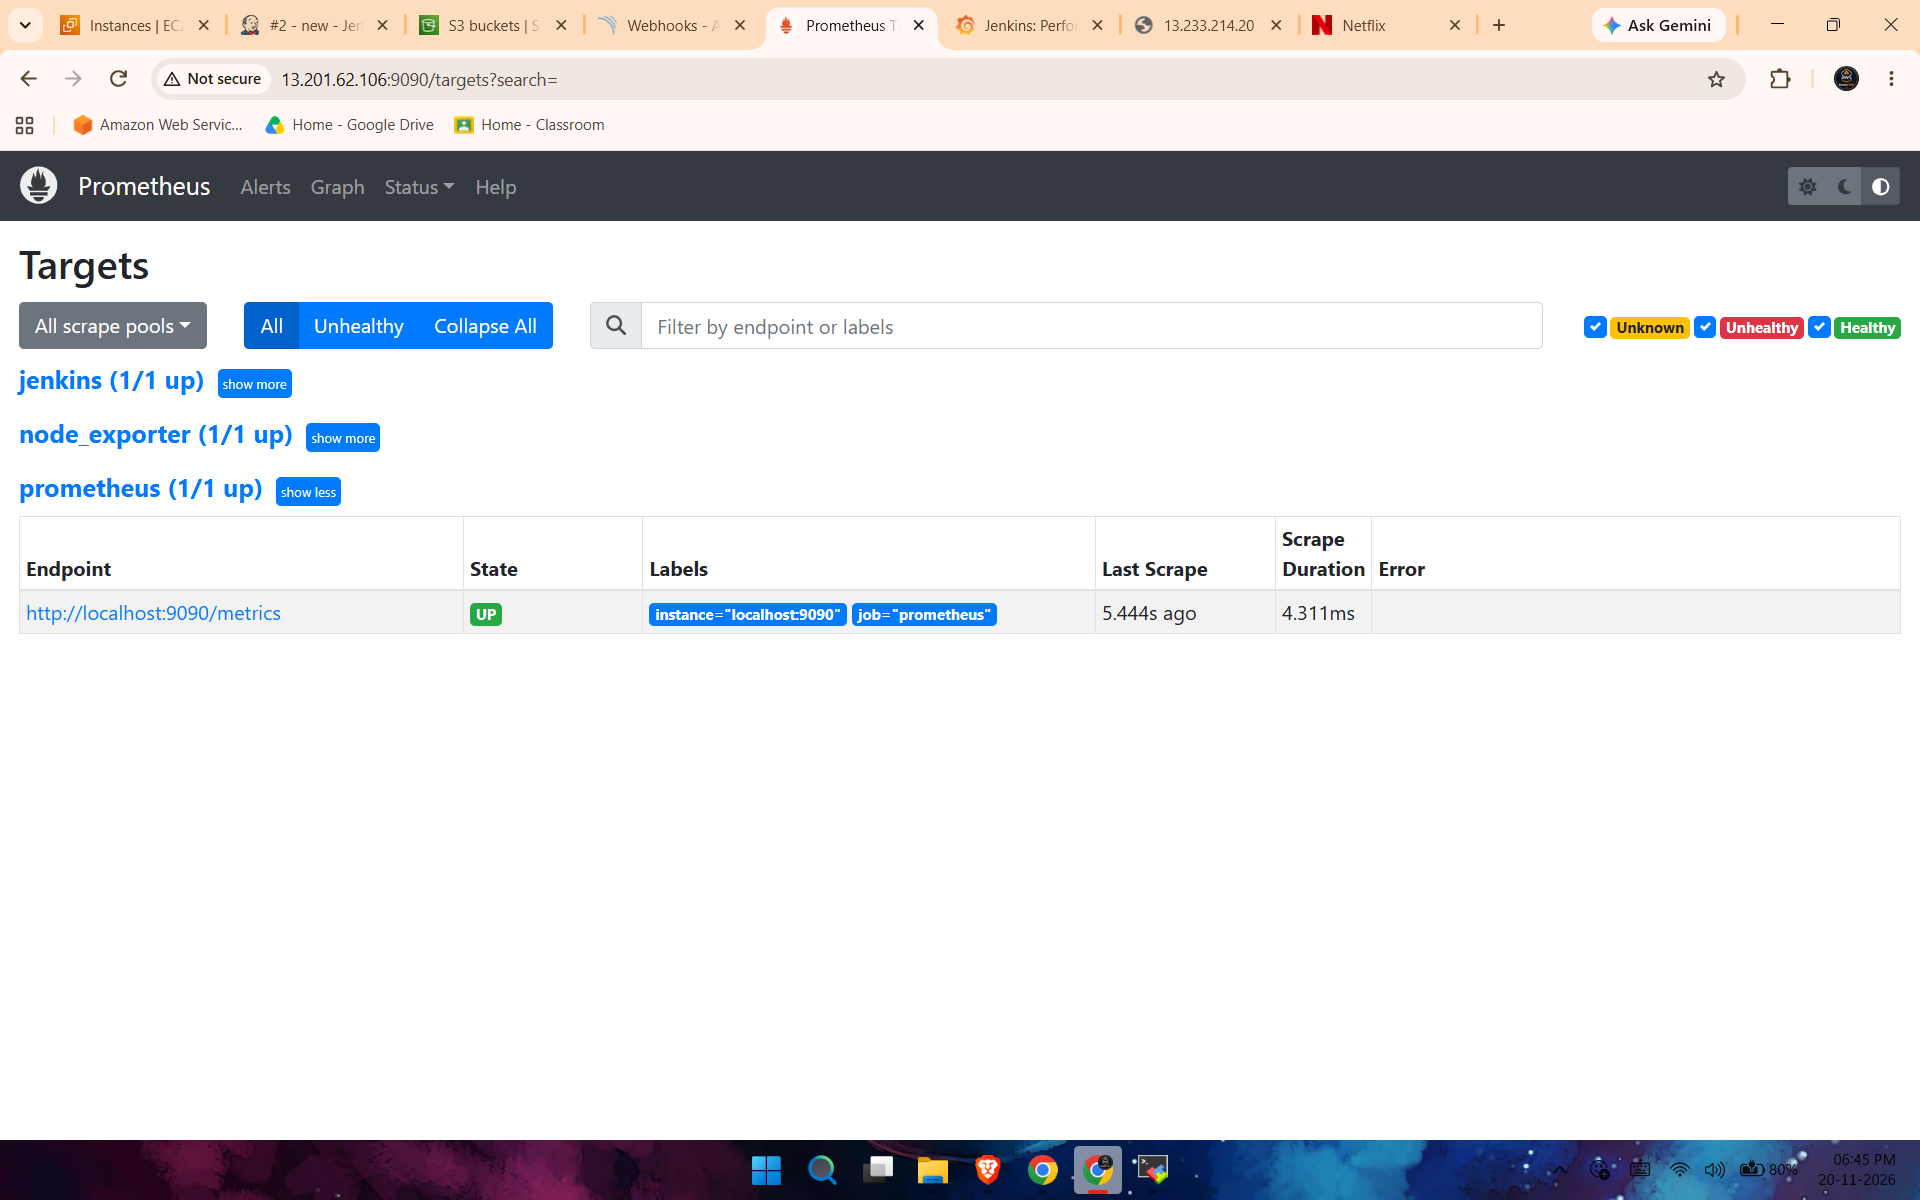 Instances | EC2
#2 - new - Jen
S3 buckets | S
Webhooks - A
Prometheus T
Jenkins: Perfo
13.233.214.20
Netflix
Ask Gemini
Not secure
13.201.62.106:9090/targets?search=
Amazon Web Servic...
Home - Google Drive
Home - Classroom
Prometheus
Alerts
Graph
Status
Help
Targets
All scrape pools
All
Unhealthy
Collapse All
Filter by endpoint or labels
Unknown
Unhealthy
Healthy
jenkins (1/1 up) show more
node_exporter (1/1 up) show more
prometheus (1/1 up) show less
Endpoint State Labels Last Scrape Scrape Duration Error
http://localhost:9090/metrics UP instance="localhost:9090" job="prometheus" 5.444s ago 4.311ms
80%
06:45 PM
20-11-2026